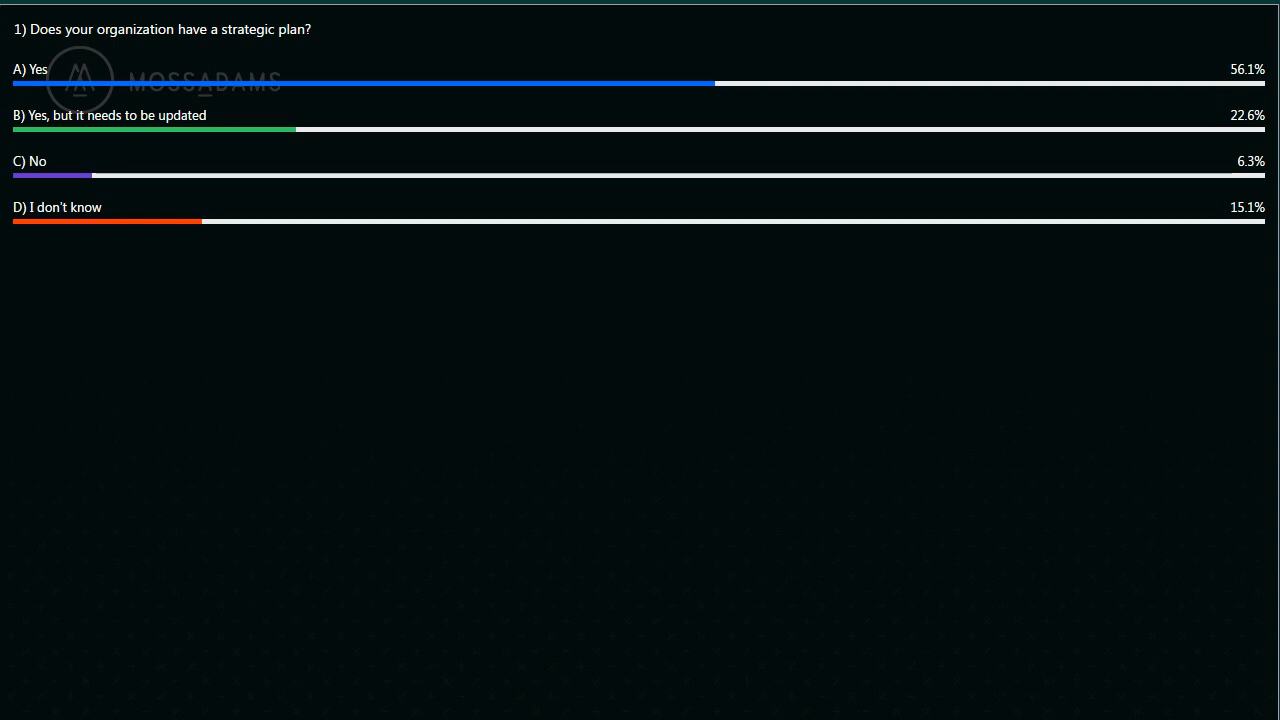 1) Does your organization have a strategic plan?
A) Yes 56.1%
MOSSADAMS
B) Yes, but it needs to be updated 22.6%
C) No 6.3%
D) I don't know 15.1%